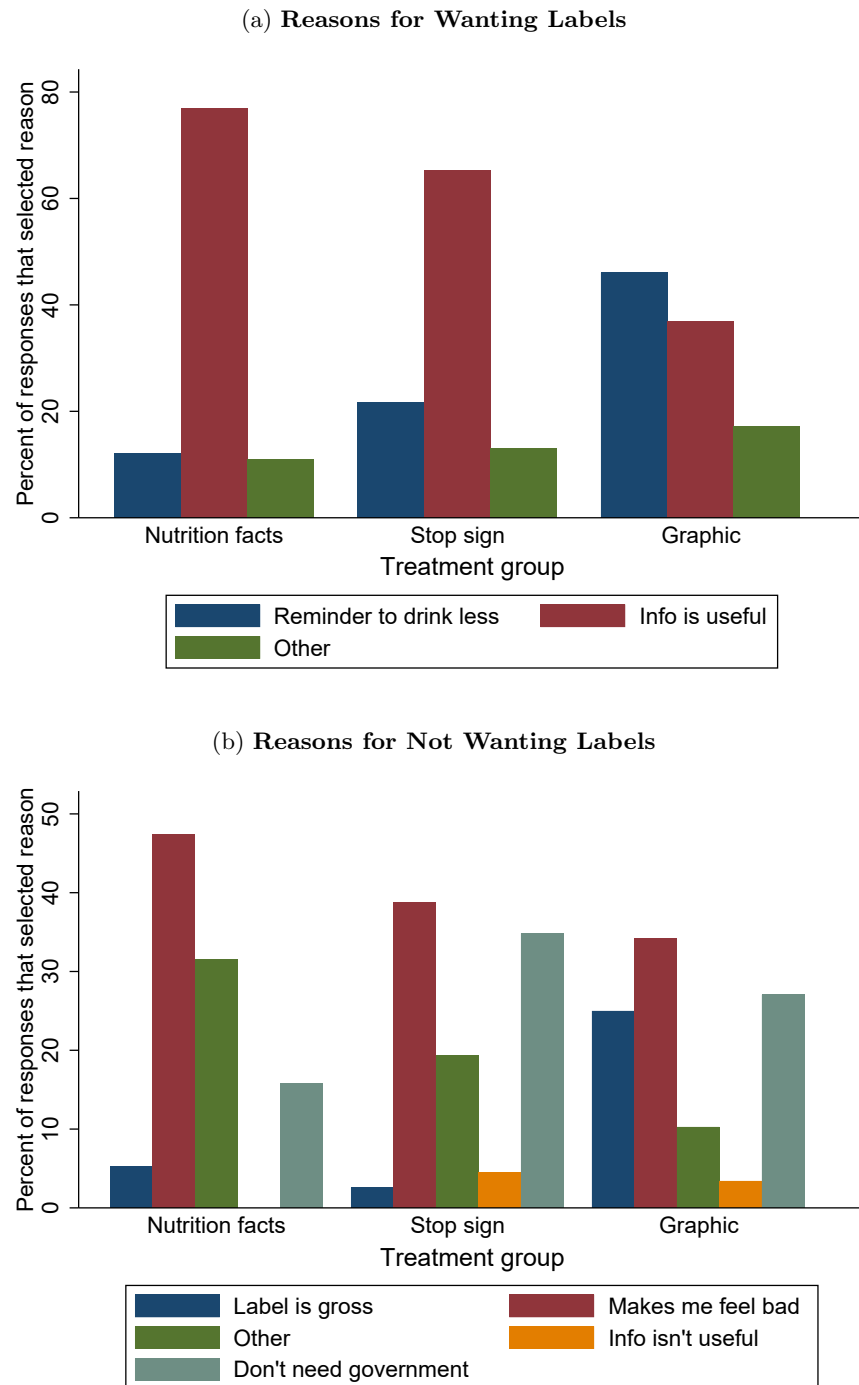 (a) Reasons for Wanting Labels
Percent of responses that selected reason
80
60
40
20
0
Nutrition facts Stop sign Graphic
Treatment group
Reminder to drink less Info is useful
Other
(b) Reasons for Not Wanting Labels
Percent of responses that selected reason
50
40
30
20
10
0
Nutrition facts Stop sign Graphic
Treatment group
Label is gross Makes me feel bad
Other Info isn't useful
Don't need government